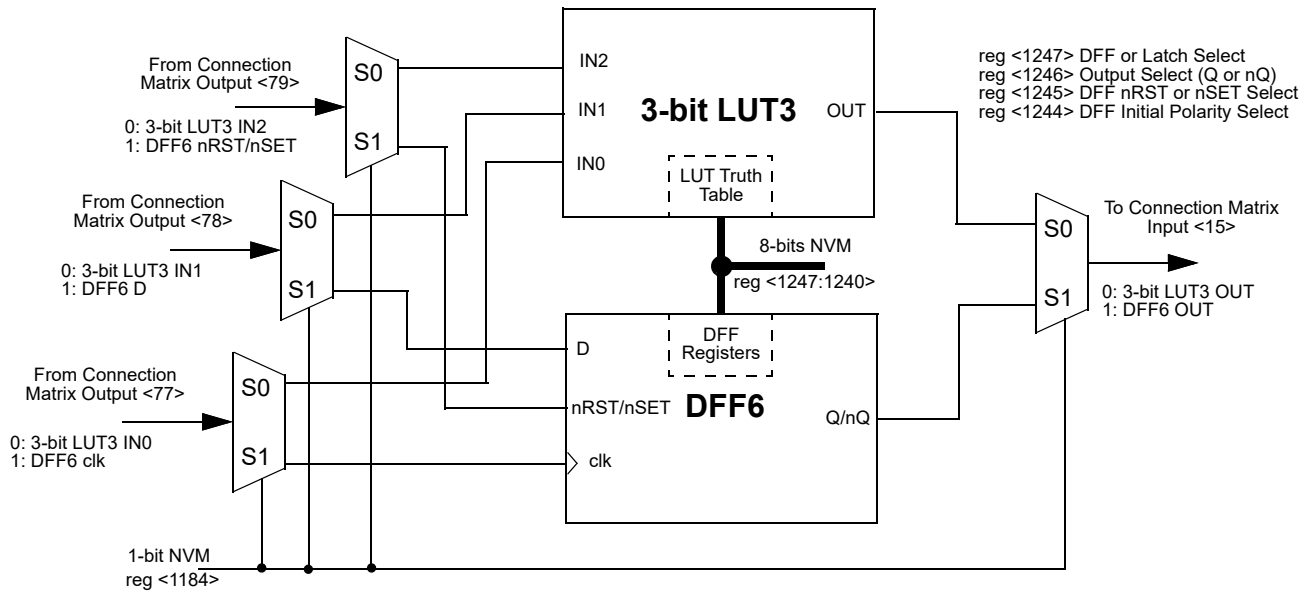 From Connection
Matrix Output <79>
0: 3-bit LUT3 IN2
1: DFF6 nRST/nSET
S0
S1
From Connection
Matrix Output <78>
0: 3-bit LUT3 IN1
1: DFF6 D
S0
S1
From Connection
Matrix Output <77>
0: 3-bit LUT3 IN0
1: DFF6 clk
S0
S1
1-bit NVM
reg <1184>
IN2
IN1
IN0
3-bit LUT3
OUT
LUT Truth
Table
8-bits NVM
reg <1247:1240>
DFF
Registers
D
nRST/nSET
clk
DFF6
Q/nQ
reg <1247> DFF or Latch Select
reg <1246> Output Select (Q or nQ)
reg <1245> DFF nRST or nSET Select
reg <1244> DFF Initial Polarity Select
S0
S1
To Connection Matrix
Input <15>
0: 3-bit LUT3 OUT
1: DFF6 OUT